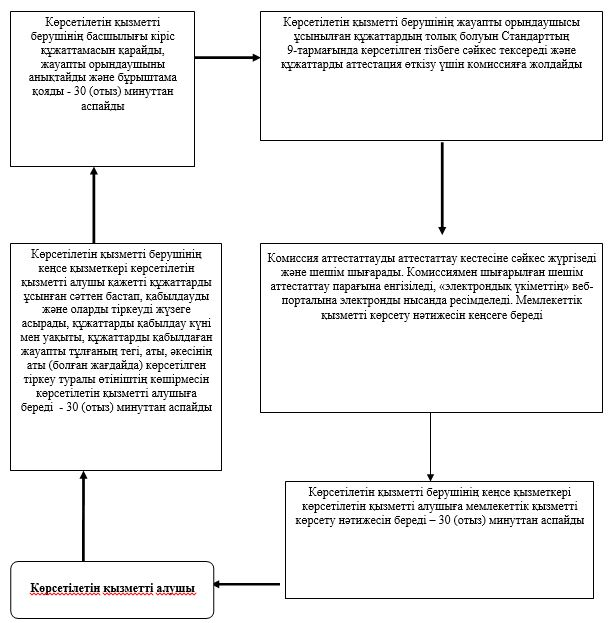 Көрсетілетін қызметті
берушінің басшылығы кіріс
құжаттамасын қарайды,
жауапты орындаушыны
анықтайды және бұрыштама
қояды - 30 (отыз) минуттан
аспайды
Көрсетілетін қызметті берушінің жауапты орындаушысы
ұсынылған құжаттардың толық болуын Стандарттың
9-тармағында көрсетілген тізбеге сәйкес тексереді және
құжаттарды аттестация өткізу үшін комиссияға жолдайды
Көрсетілетін қызметті берушінің
кеңсе қызметкері көрсетілетін
қызметті алушы қажетті құжаттарды
ұсынған сәттен бастап, қабылдауды
және оларды тіркеуді жүзеге
асырады, құжаттарды қабылдау күні
мен уақыты, құжаттарды қабылдаған
жауапты тұлғаның тегі, аты, әкесінің
аты (болған жағдайда) көрсетілген
тіркеу туралы өтініштің көшірмесін
көрсетілетін қызметті алушыға
береді - 30 (отыз) минуттан аспайды
Комиссия аттестаттауды аттестаттау кестесіне сәйкес жүргізеді
және шешім шығарады. Комиссиямен шығарылған шешім
аттестаттау парағына енгізіледі, «электрондық үкіметтің» веб-
порталына электронды нысанда ресімделеді. Мемлекеттік
қызметті көрсету нәтижесін кеңсеге береді
Көрсетілетін қызметті берушінің кеңсе қызметкері
көрсетілетін қызметті алушыға мемлекеттік қызметті
көрсету нәтижесін береді – 30 (отыз) минуттан аспайды
Көрсетілетін қызметті алушы